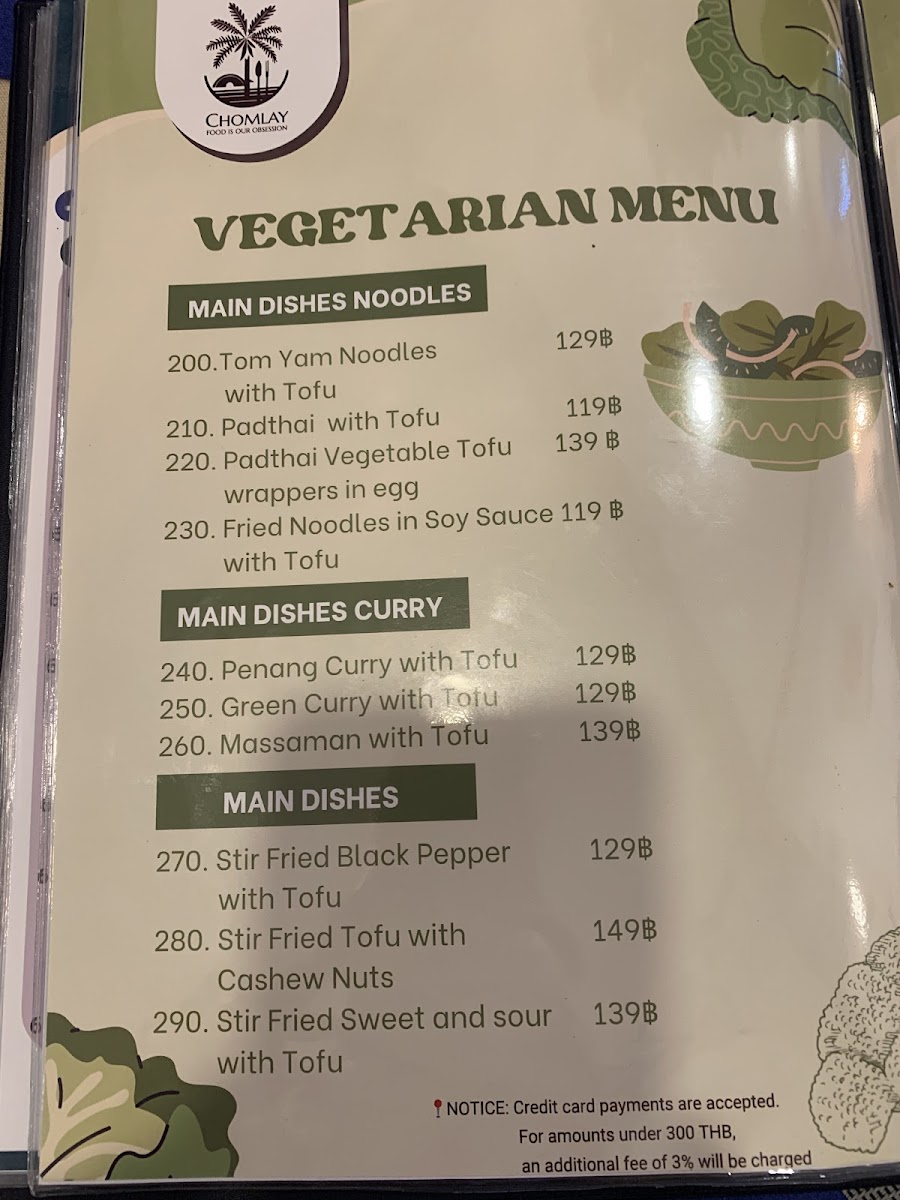 CHOMLAY
FOOD IS OUR OBSESSION
VEGETARIAN MENU
MAIN DISHES NOODLES
200.Tom Yam Noodles 129฿
with Tofu
210. Padthai with Tofu 119฿
220. Padthai Vegetable Tofu 139 ฿
wrappers in egg
230. Fried Noodles in Soy Sauce 119 ฿
with Tofu
MAIN DISHES CURRY
240. Penang Curry with Tofu 129฿
250. Green Curry with Tofu 129฿
260. Massaman with Tofu 139฿
MAIN DISHES
270. Stir Fried Black Pepper 129฿
with Tofu
280. Stir Fried Tofu with 149฿
Cashew Nuts
290. Stir Fried Sweet and sour 139฿
with Tofu
NOTICE: Credit card payments are accepted.
For amounts under 300 THB,
an additional fee of 3% will be charged